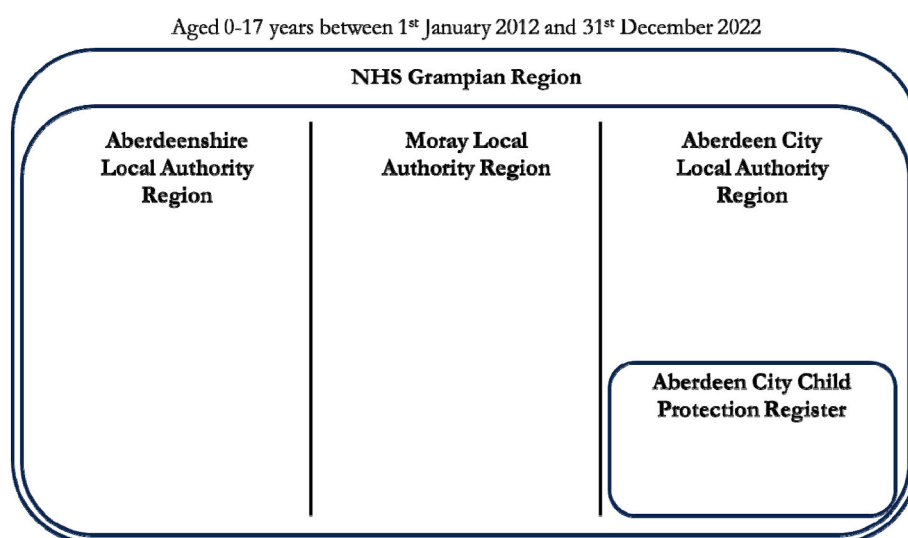 Aged 0-17 years between 1st January 2012 and 31st December 2022
NHS Grampian Region
Aberdeenshire
Local Authority
Region
Moray Local
Authority Region
Aberdeen City
Local Authority
Region
Aberdeen City Child
Protection Register